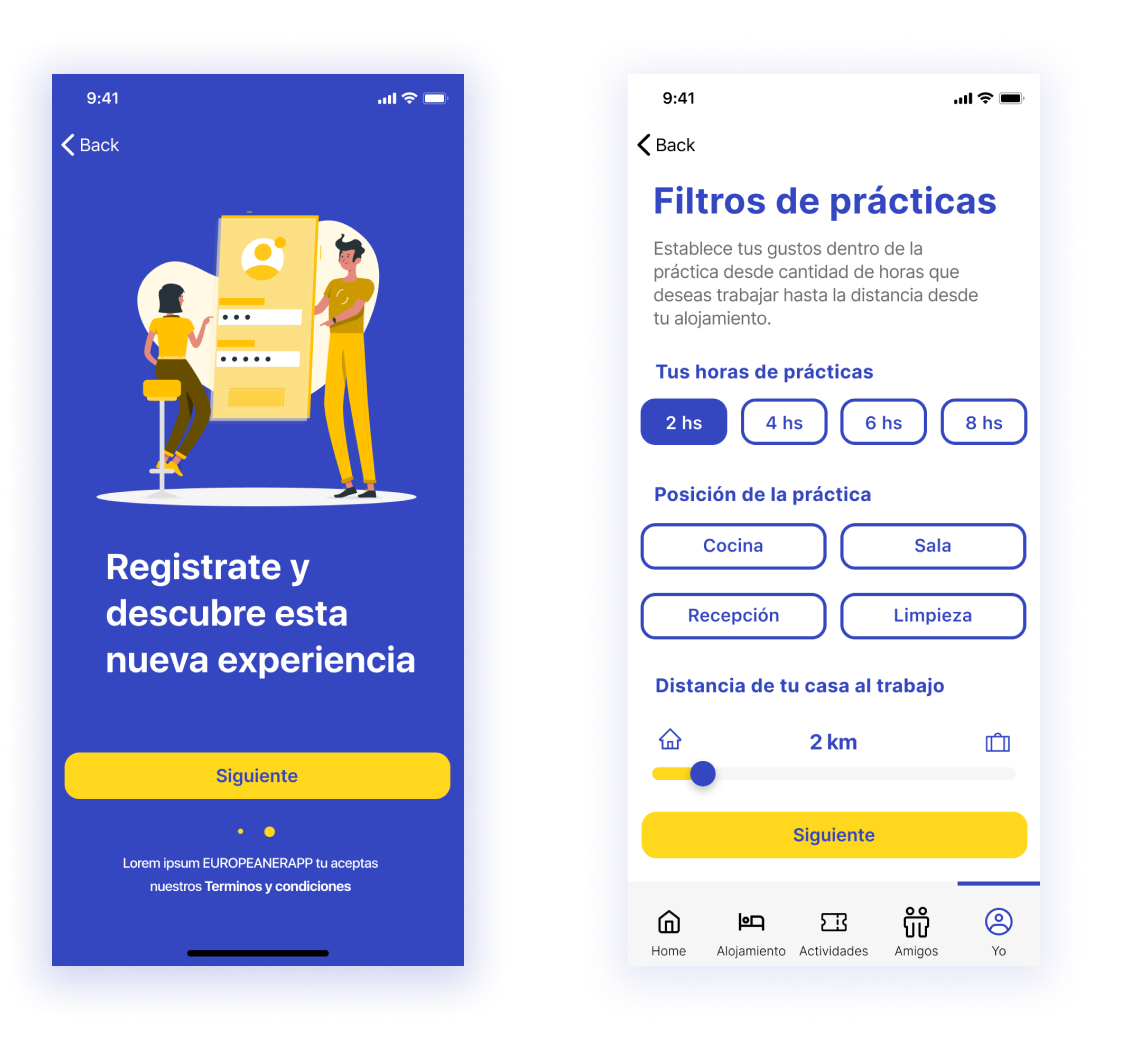 9:41
Back
Registrate y
descubre esta
nueva experiencia
Siguiente
Lorem ipsum EUROPEANERAPP tu aceptas
nuestros Terminos y condiciones
9:41
Back
Filtros de prácticas
Establece tus gustos dentro de la
práctica desde cantidad de horas que
deseas trabajar hasta la distancia desde
tu alojamiento.
Tus horas de prácticas
2 hs 4 hs 6 hs 8 hs
Posición de la práctica
Cocina Sala
Recepción Limpieza
Distancia de tu casa al trabajo
2 km
Siguiente
Home Alojamiento Actividades Amigos Yo